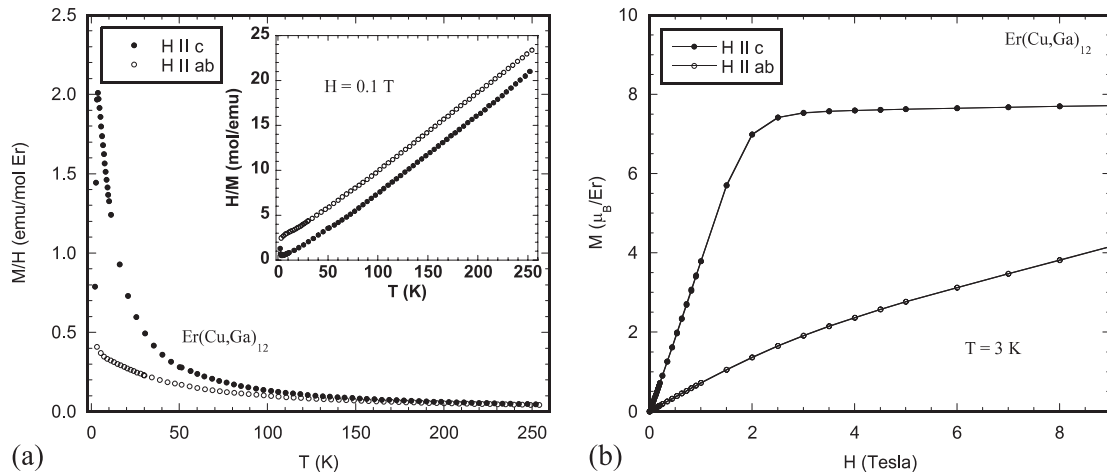 2.5
2.0
1.5
1.0
0.5
0.0
M/H (emu/mol Er)
H II c
H II ab
25
20
15
10
5
0
H/M (mol/emu)
H = 0.1 T
0 50 100 150 200 250
T (K)
Er(Cu,Ga)12
0 50 100 150 200 250
T (K)
(a)
10
8
6
4
2
0
M (μB/Er)
H II c
H II ab
Er(Cu,Ga)12
T = 3 K
0 2 4 6 8
H (Tesla)
(b)